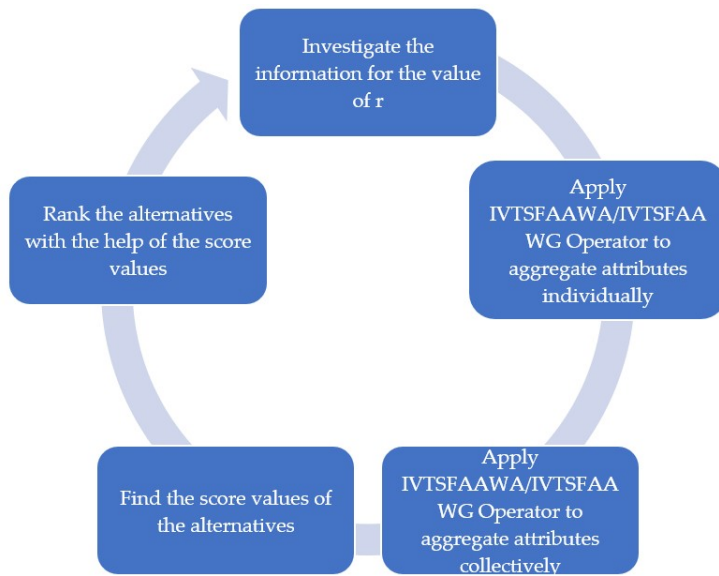 Investigate the
information for the value
of r
Apply
IVTSFAAWA/IVTSFAA
WG Operator to
aggregate attributes
individually
Apply
IVTSFAAWA/IVTSFAA
WG Operator to
aggregate attributes
collectively
Find the score values of
the alternatives
Rank the alternatives
with the help of the score
values